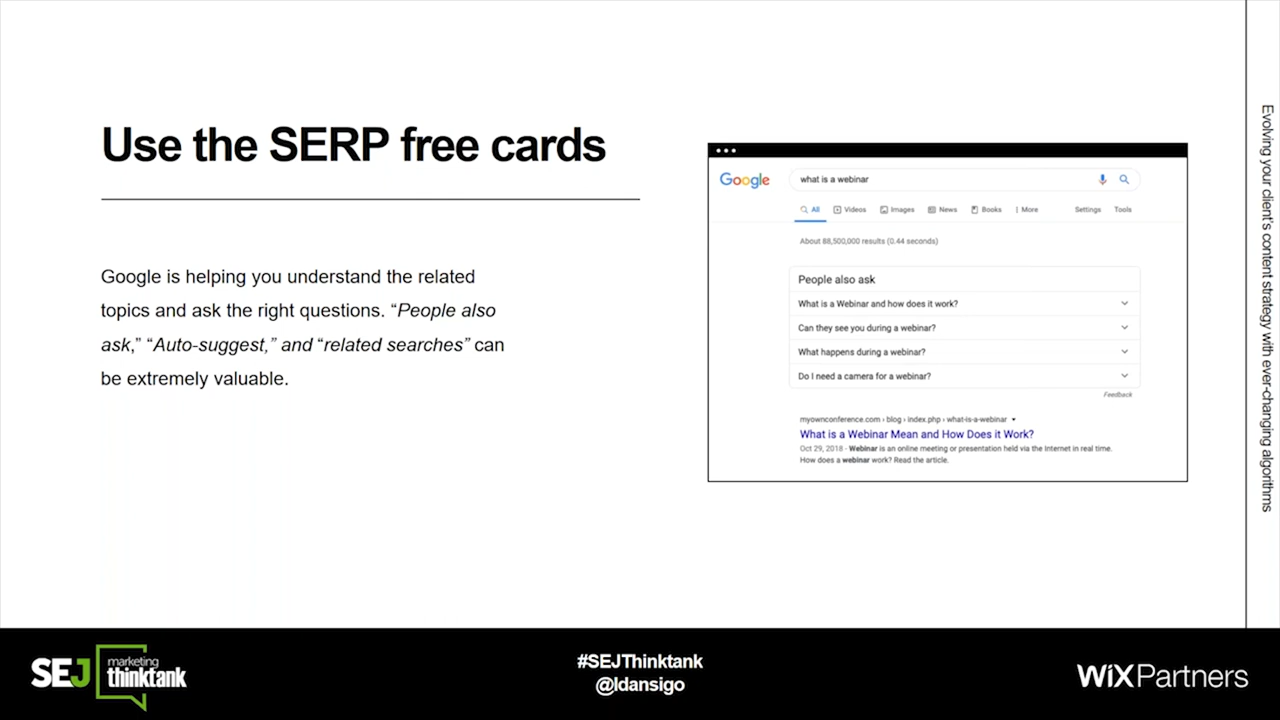 Use the SERP free cards
Google is helping you understand the related
topics and ask the right questions. “People also
ask,” “Auto-suggest,” and “related searches” can
be extremely valuable.
Google
what is a webinar
All Videos Images News Books More Settings Tools
About 88,500,000 results (0.44 seconds)
People also ask
What is a Webinar and how does it work?
Can they see you during a webinar?
What happens during a webinar?
Do I need a camera for a webinar?
Feedback
myownconference.com › blog › index.php › what-is-a-webinar
What is a Webinar Mean and How Does it Work?
Oct 29, 2018 - Webinar is an online meeting or presentation held via the Internet in real time.
How does a webinar work? Read the article.
Evolving your client's content strategy with ever-changing algorithms
SEJ marketing
thinktank
#SEJThinktank
@Idansigo
WiXPartners